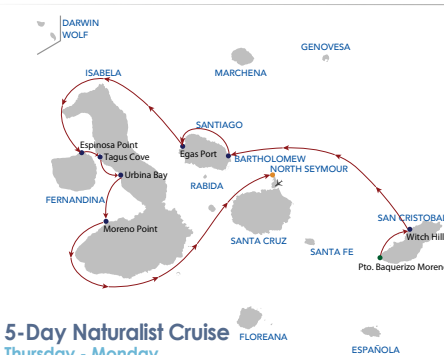 DARWIN
WOLF
GENOVESA
ISABELA
MARCHENA
SANTIAGO
Espinosa Point
Tagus Cove
Egas Port
BARTHOLOMEW
NORTH SEYMOUR
Urbina Bay
RABIDA
FERNANDINA
SAN CRISTOBAL
Moreno Point
Witch Hill
SANTA CRUZ
SANTA FE
Pto. Baquerizo Moreno
5-Day Naturalist Cruise
FLOREANA
Thursday - Monday
ESPAÑOLA